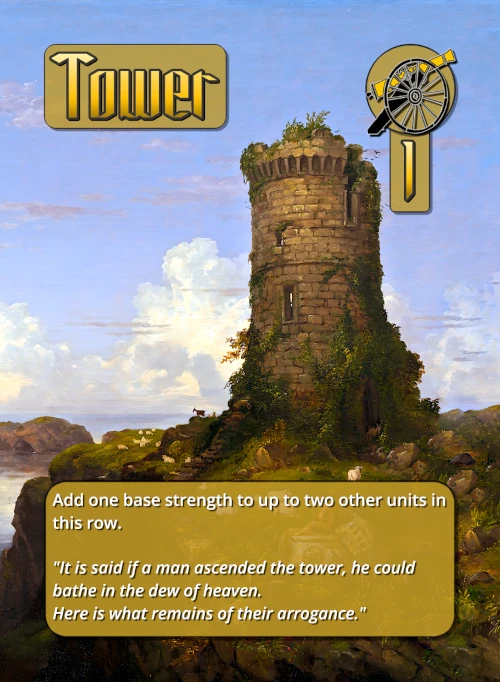 Tower
1
Add one base strength to up to two other units in
this row.
"It is said if a man ascended the tower, he could
bathe in the dew of heaven.
Here is what remains of their arrogance."